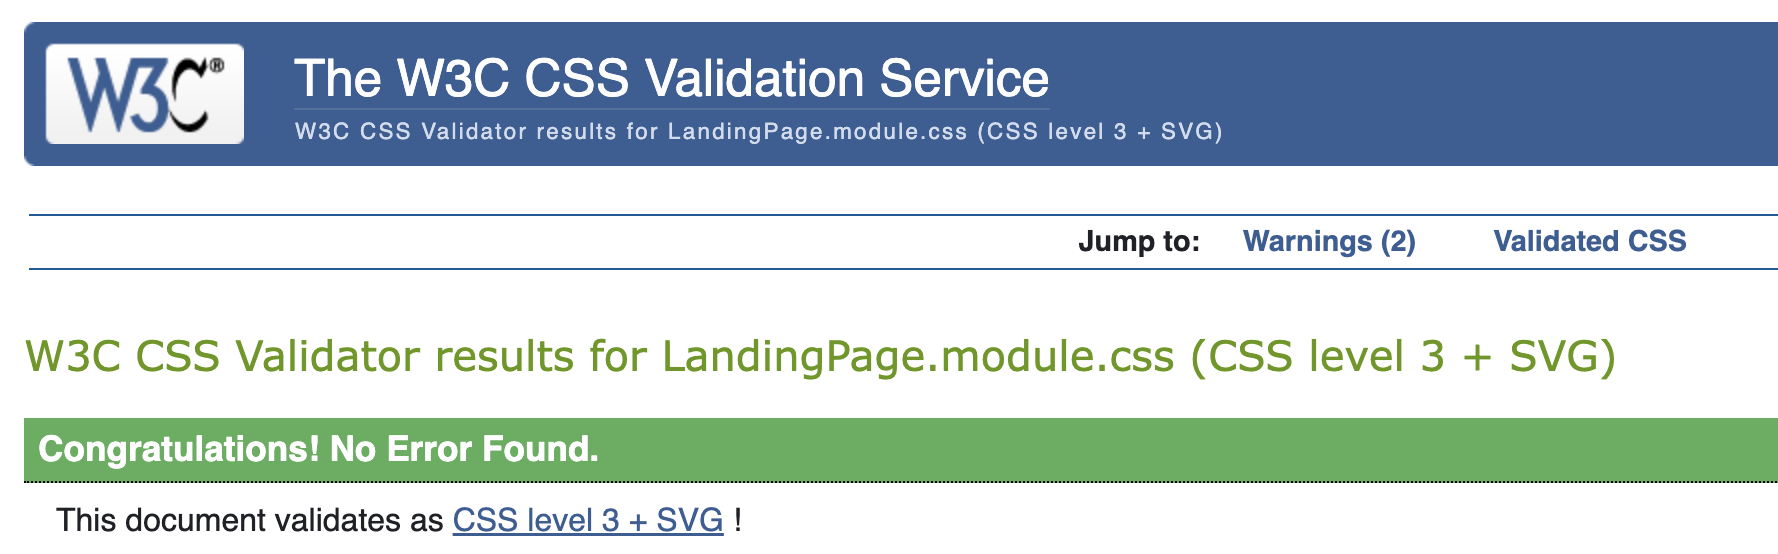 W3C®
The W3C CSS Validation Service
W3C CSS Validator results for LandingPage.module.css (CSS level 3 + SVG)
Jump to: Warnings (2) Validated CSS
W3C CSS Validator results for LandingPage.module.css (CSS level 3 + SVG)
Congratulations! No Error Found.
This document validates as CSS level 3 + SVG !